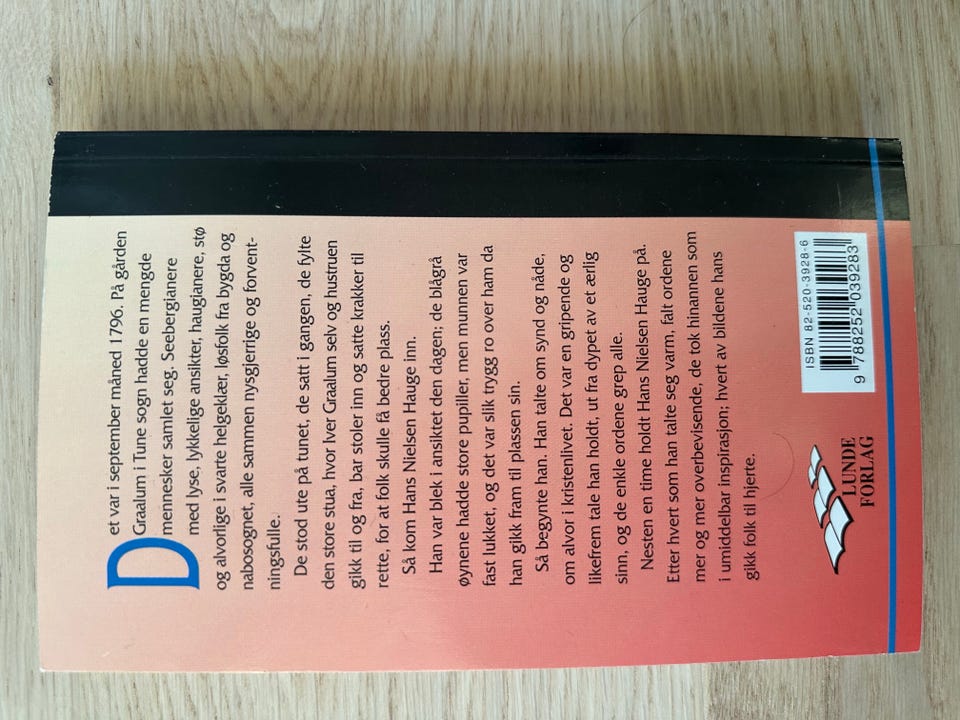 Det var i september måned 1796. På gården
Graalum i Tune sogn hadde en mengde
mennesker samlet seg, Seebergianere
med lyse, lykkelige ansikter, haugianere, stø
og alvorlige i svarte helgeklær, løsfolk fra bygda og
nabosognet, alle sammen nysgjerrige og forvent-
ningsfulle.
De stod ute på tunet, de satt i gangen, de fylte
den store stua, hvor Iver Graalum selv og hustruen
gikk til og fra, bar stoler inn og satte krakker til
rette, for at folk skulle få bedre plass.
Så kom Hans Nielsen Hauge inn.
Han var blek i ansiktet den dagen; de blågrå
øynene hadde store pupiller, men munnen var
fast lukket, og det var slik trygg ro over ham da
han gikk fram til plassen sin.
Så begynte han. Han talte om synd og nåde,
om alvor i kristenlivet. Det var en gripende og
likefrem tale han holdt, ut fra dypet av et ærlig
sinn, og de enkle ordene grep alle.
Nesten en time holdt Hans Nielsen Hauge på.
Etter hvert som han talte seg varm, falt ordene
mer og mer overbevisende, de tok hinannen som
i umiddelbar inspirasjon; hvert av bildene hans
gikk folk til hjerte.
LUNDE
FORLAG
ISBN 82-520-3928-6
9 788252 039283